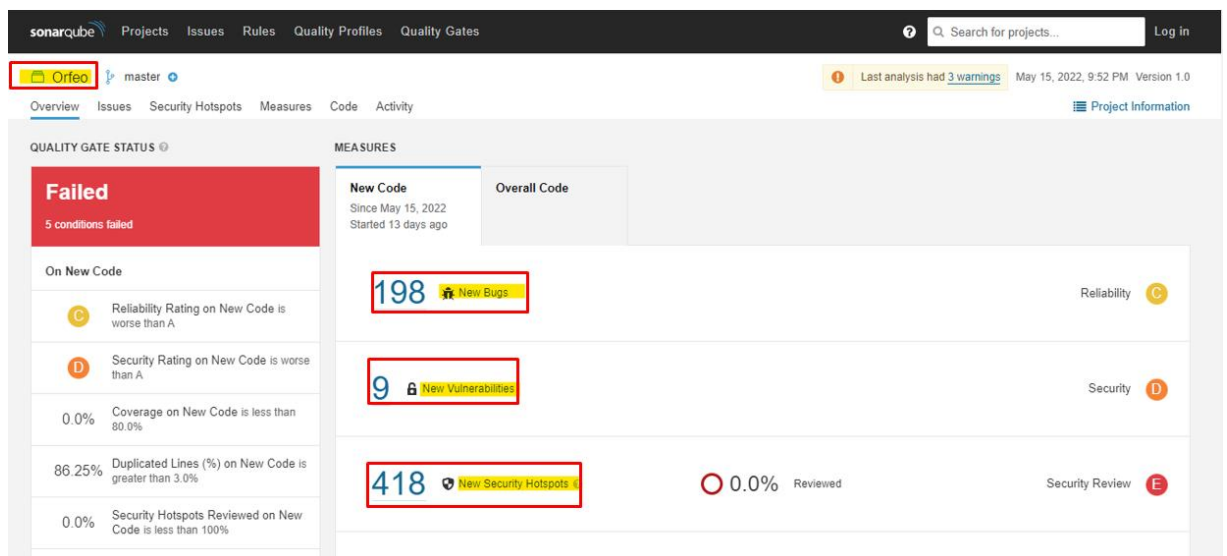 sonarqube Projects Issues Rules Quality Profiles Quality Gates ? Search for projects... Log in
Orfeo master Last analysis had 3 warnings May 15, 2022, 9:52 PM Version 1.0
Overview Issues Security Hotspots Measures Code Activity Project Information
QUALITY GATE STATUS ?
Failed
5 conditions failed
On New Code
C Reliability Rating on New Code is
worse than A
D Security Rating on New Code is worse
than A
0.0% Coverage on New Code is less than
80.0%
86.25% Duplicated Lines (%) on New Code is
greater than 3.0%
0.0% Security Hotspots Reviewed on New
Code is less than 100%
MEASURES
New Code Overall Code
Since May 15, 2022
Started 13 days ago
198 New Bugs Reliability C
9 New Vulnerabilities Security D
418 New Security Hotspots 0.0% Reviewed Security Review E